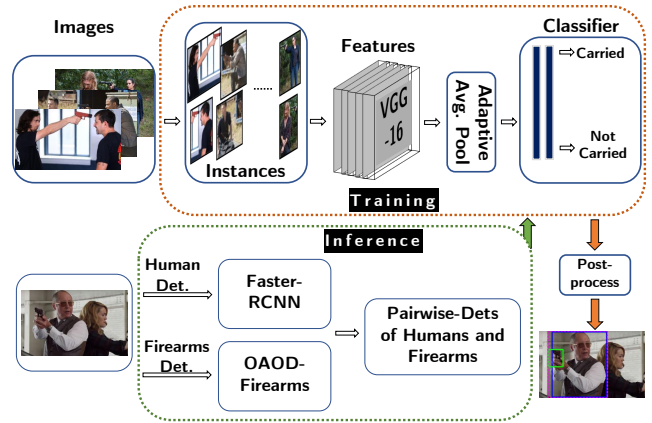 Images
Instances
Features
VGG
-16
Adaptive
Avg. Pool
Classifier
Carried
Not
Carried
Training
Inference
Human
Det.
Faster-
RCNN
Firearms
Det.
OAOD-
Firearms
Pairwise-Dets
of Humans and
Firearms
Post-
process